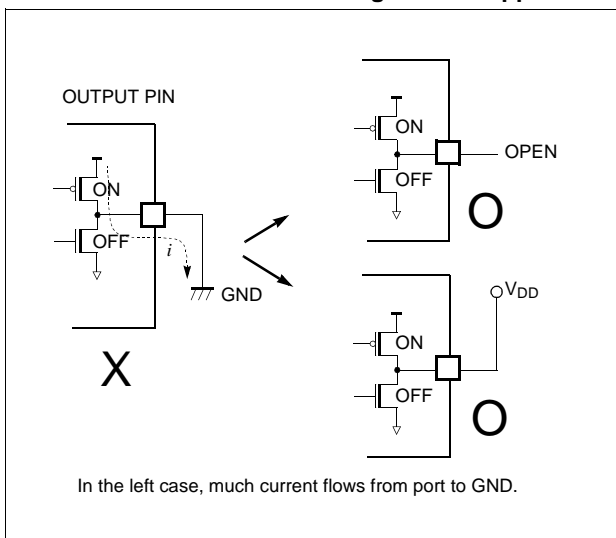 OUTPUT PIN
ON
OFF
i
GND
X
ON
OFF
OPEN
O
VDD
ON
OFF
O
In the left case, much current flows from port to GND.